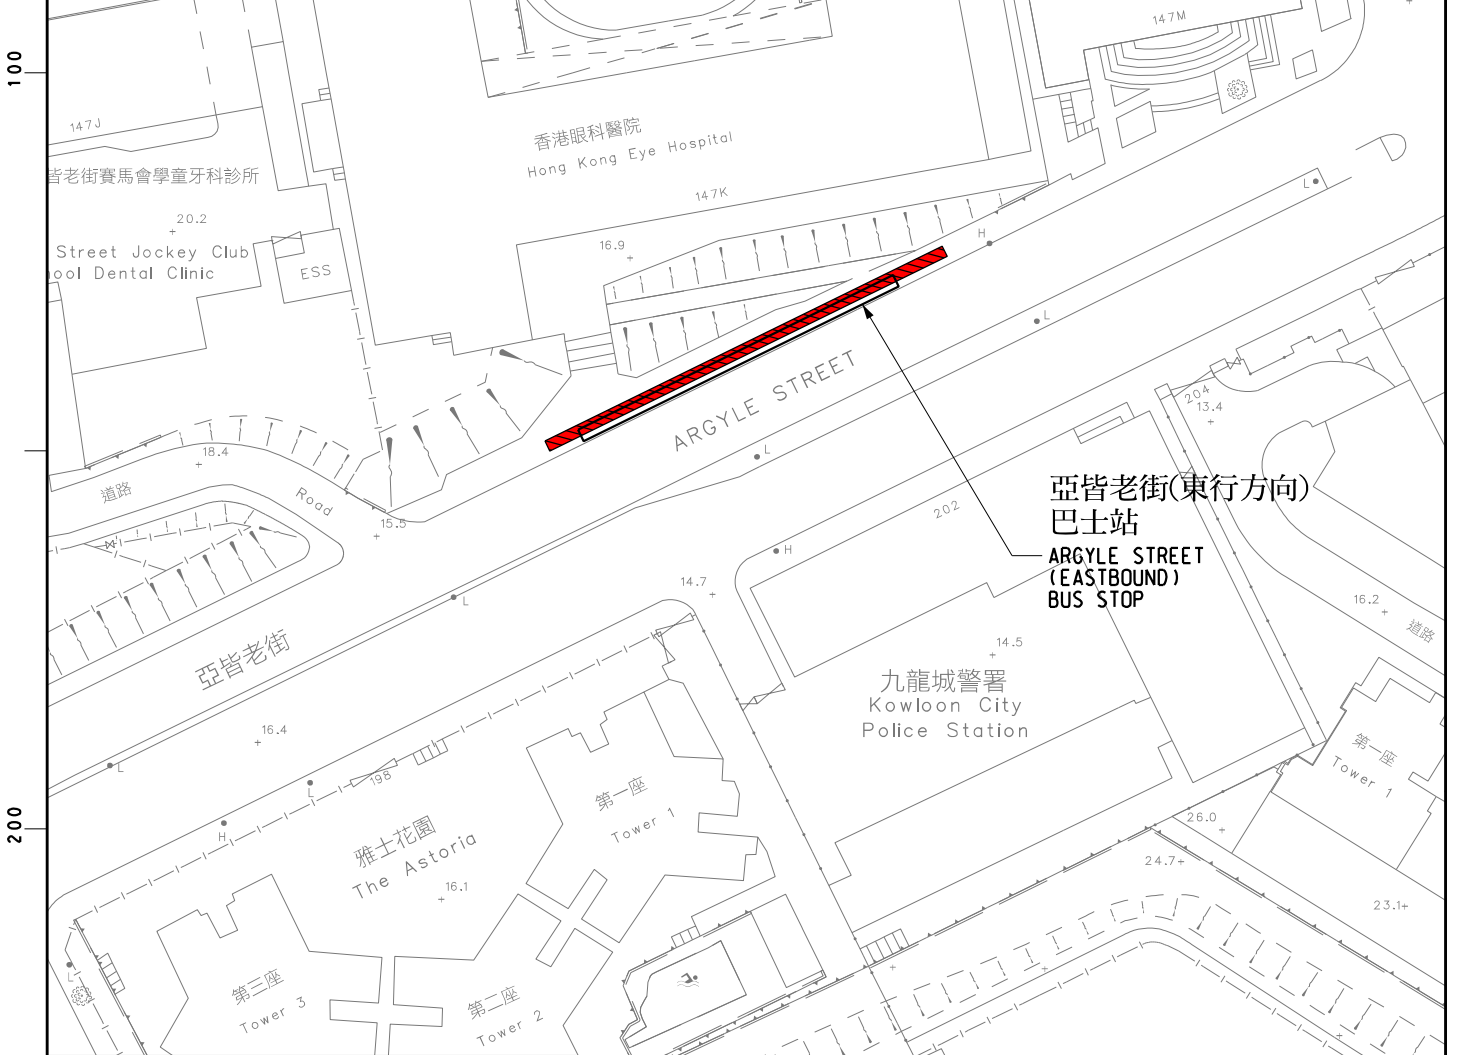 100
147M
147J
香港眼科醫院
Hong Kong Eye Hospital
皆老街賽馬會學童牙科診所
147K
20.2
16.9
H
L
Street Jockey Club
ool Dental Clinic
ESS
L
ARGYLE STREET
204
13.4
18.4
L
道路
Road
15.5
亞皆老街(東行方向)
巴士站
ARGYLE STREET
(EASTBOUND)
BUS STOP
202
H
14.7
L
16.2
道路
亞皆老街
14.5
九龍城警署
Kowloon City
Police Station
16.4
L
198
L
H
第一座
Tower 1
第一座
Tower 1
200
雅士花園
The Astoria
16.1
26.0
24.7
23.1
L
第三座
Tower 3
第二座
Tower 2